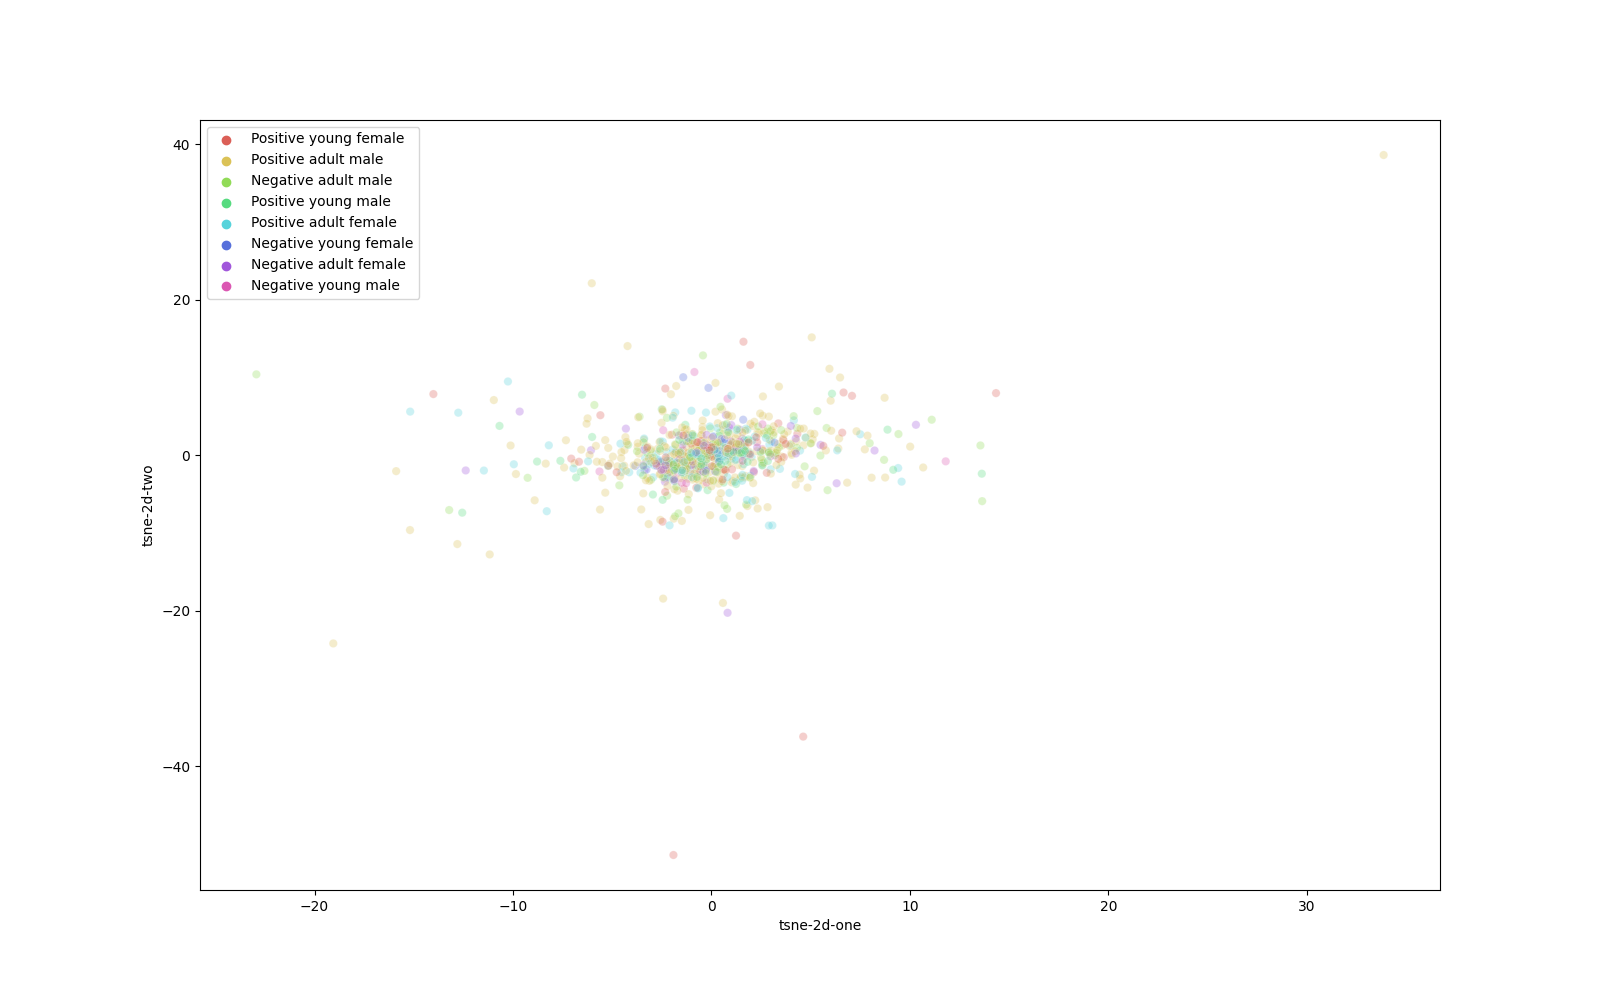 Positive young female
Positive adult male
Negative adult male
Positive young male
Positive adult female
Negative young female
Negative adult female
Negative young male
40
20
0
−20
−40
tsne-2d-two
−20 −10 0 10 20 30
tsne-2d-one